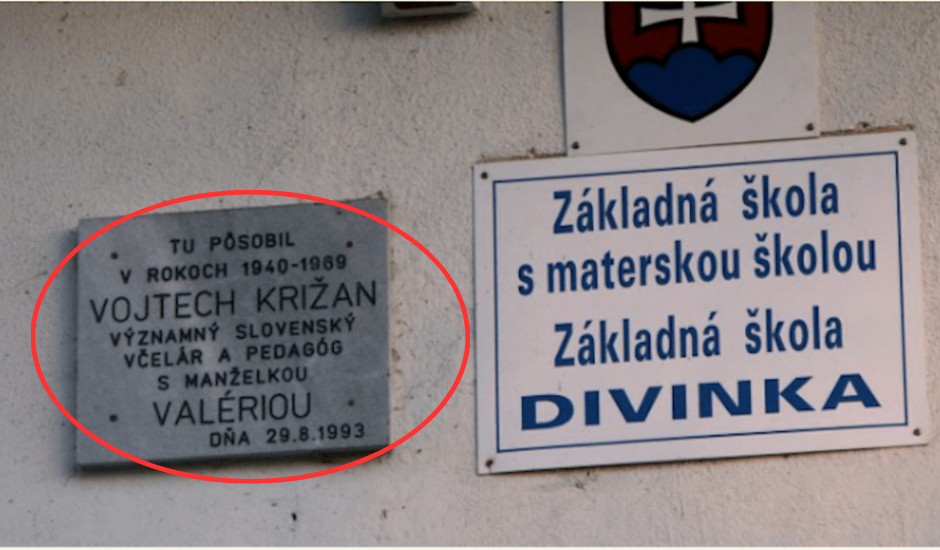 TU PÔSOBIL
V ROKOCH 1940-1969
VOJTECH KRIŽAN
VÝZNAMNÝ SLOVENSKÝ
VČELÁR A PEDAGÓG
S MANŽELKOU
VALÉRIOU
DŇA 29.8.1993
Základná škola
s materskou školou
Základná škola
DIVINKA